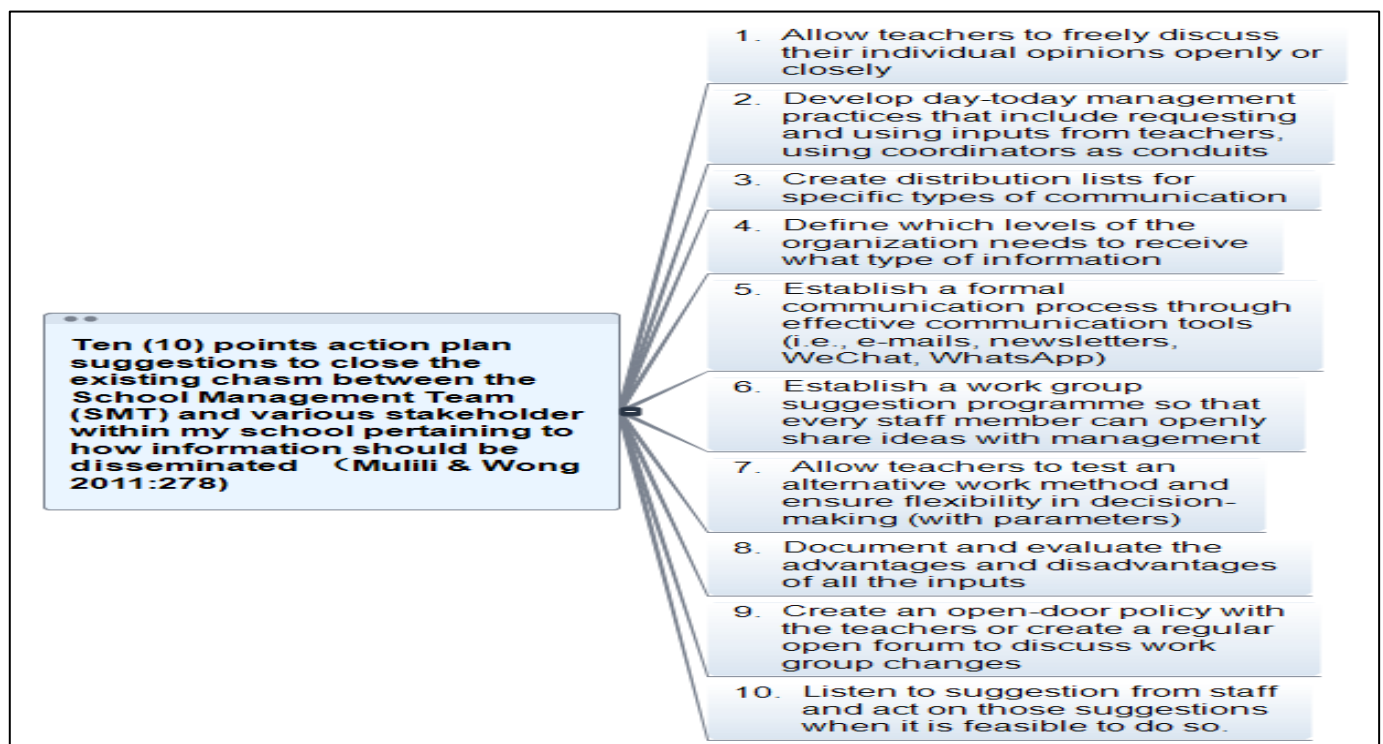 Ten (10) points action plan
suggestions to close the
existing chasm between the
School Management Team
(SMT) and various stakeholder
within my school pertaining to
how information should be
disseminated （Mulili & Wong
2011:278)
1. Allow teachers to freely discuss
their individual opinions openly or
closely
2. Develop day-today management
practices that include requesting
and using inputs from teachers,
using coordinators as conduits
3. Create distribution lists for
specific types of communication
4. Define which levels of the
organization needs to receive
what type of information
5. Establish a formal
communication process through
effective communication tools
(i.e., e-mails, newsletters,
WeChat, WhatsApp)
6. Establish a work group
suggestion programme so that
every staff member can openly
share ideas with management
7. Allow teachers to test an
alternative work method and
ensure flexibility in decision-
making (with parameters)
8. Document and evaluate the
advantages and disadvantages
of all the inputs
9. Create an open-door policy with
the teachers or create a regular
open forum to discuss work
group changes
10. Listen to suggestion from staff
and act on those suggestions
when it is feasible to do so.